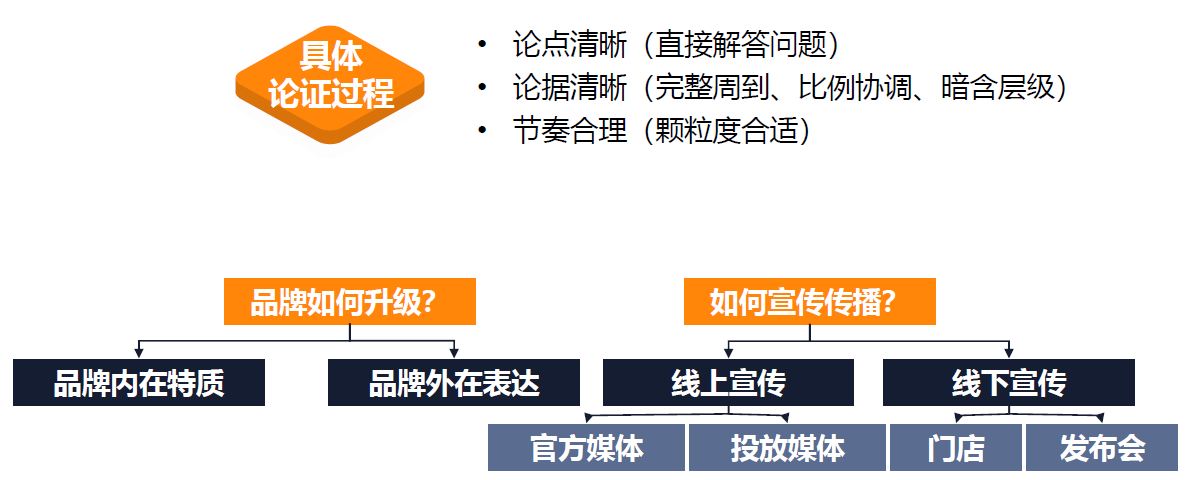 具体
论证过程
• 论点清晰（直接解答问题）
• 论据清晰（完整周到、比例协调、暗含层级）
• 节奏合理（颗粒度合适）
品牌如何升级？
如何宣传传播？
品牌内在特质
品牌外在表达
线上宣传
线下宣传
官方媒体
投放媒体
门店
发布会